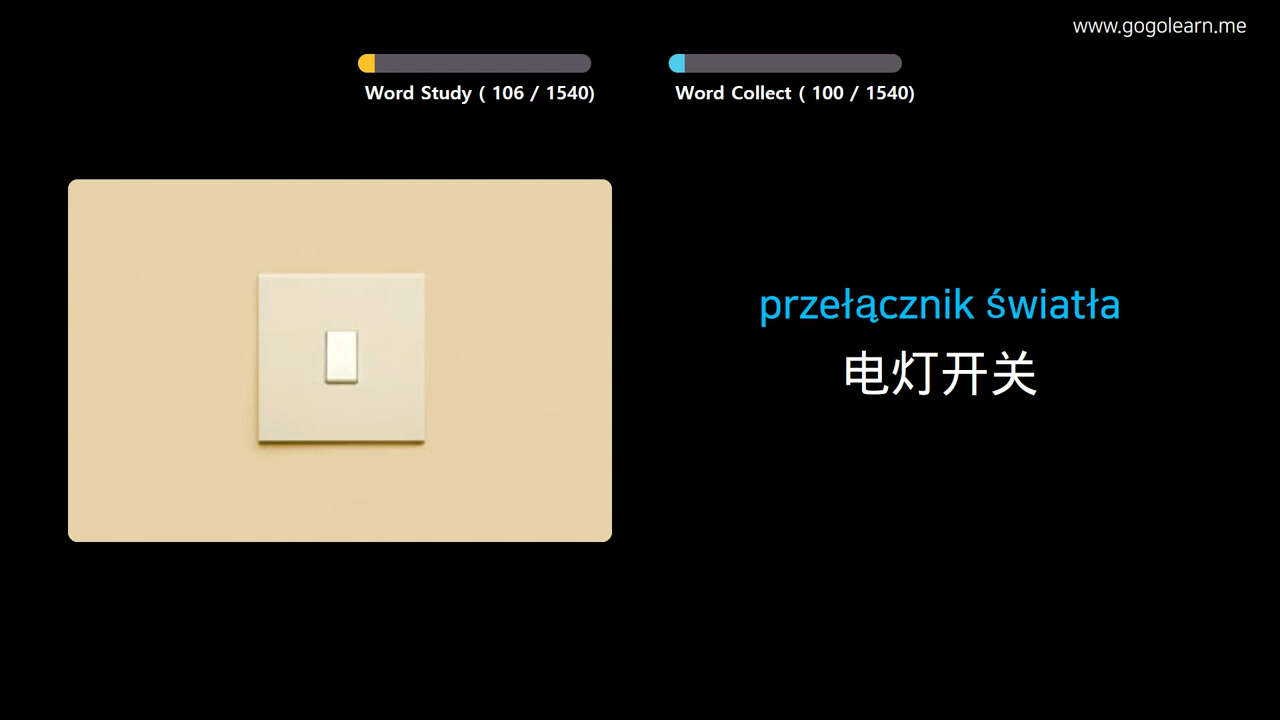 www.gogolearn.me
Word Study ( 106 / 1540)
Word Collect ( 100 / 1540)
przełącznik światła
电灯开关